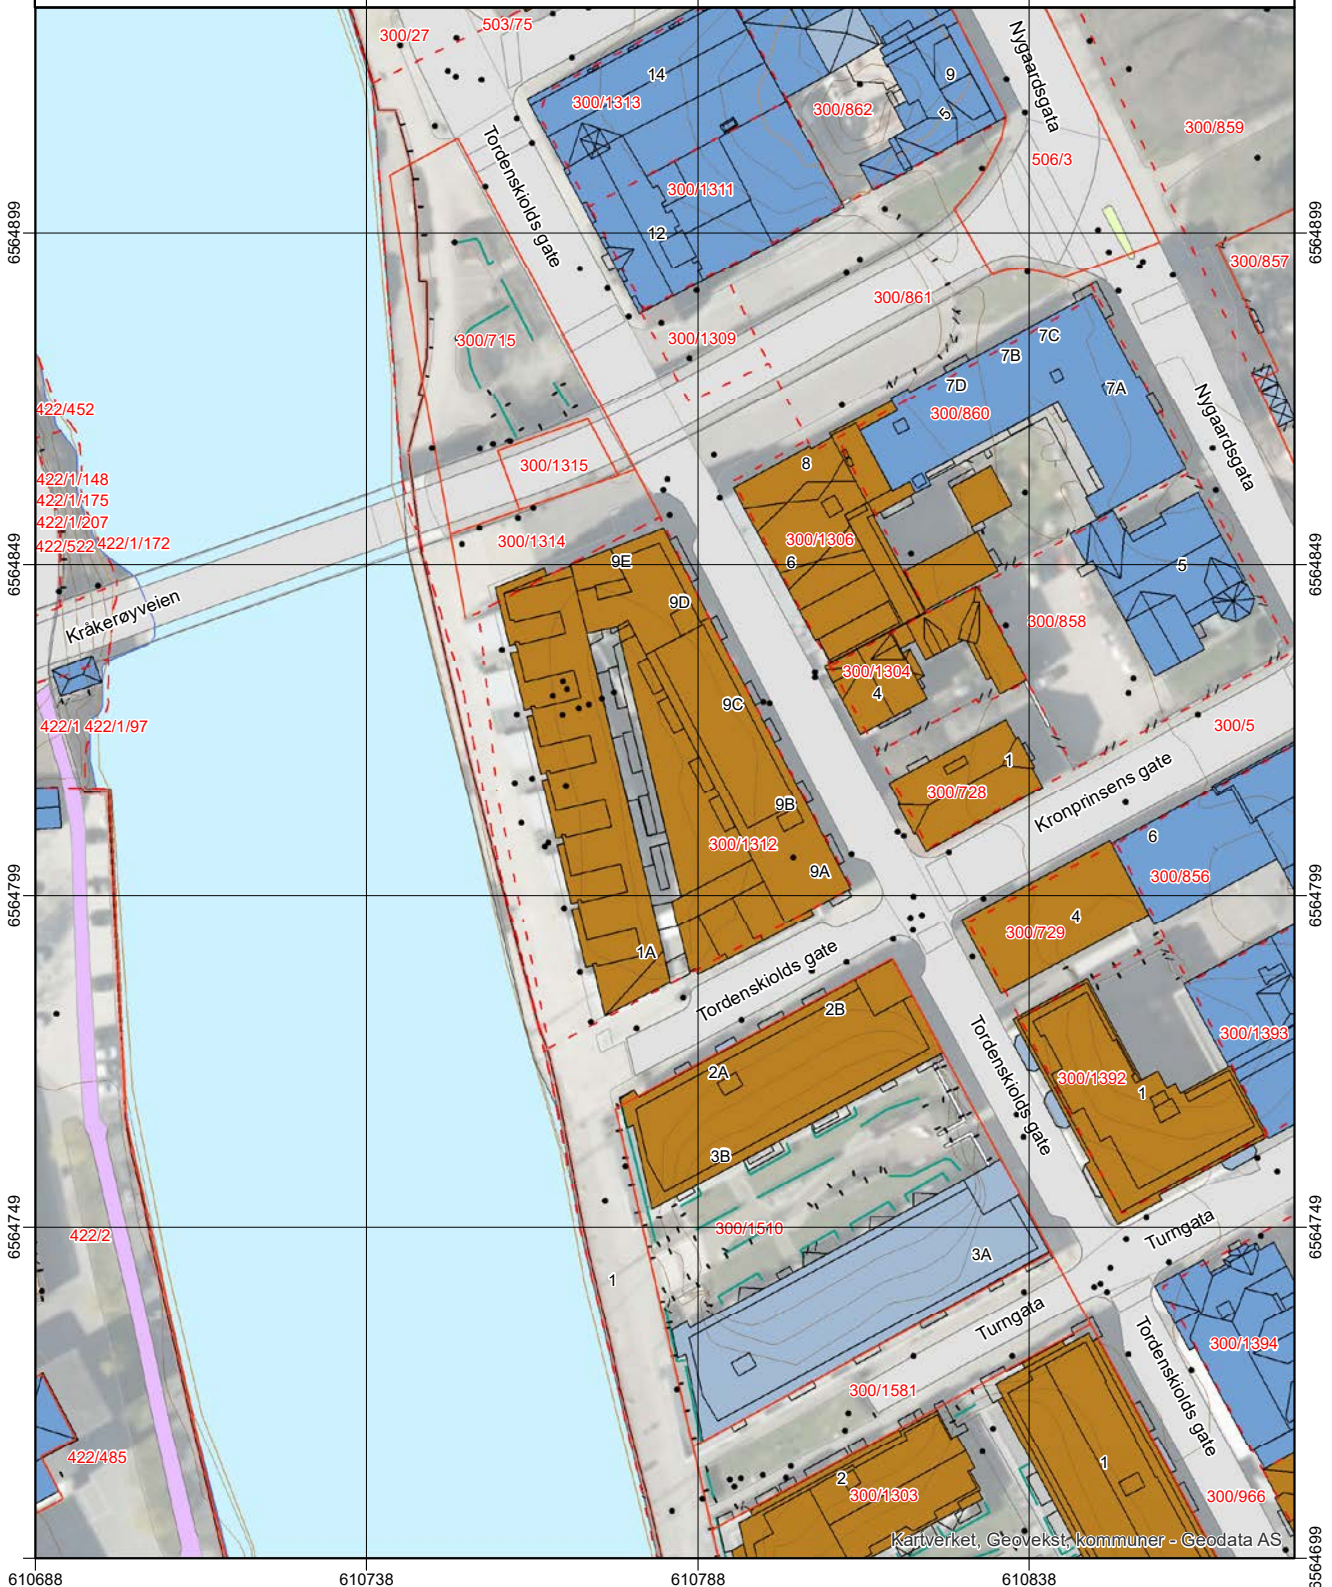 503/75
300/27
14
9
Nygaardsgata
300/1313
300/862
5
300/859
Tordenskiolds gate
506/3
300/1311
12
6564899
6564899
300/857
300/861
300/715
300/1309
7C
7B
7D
7A
300/860
Nygaardsgata
422/452
8
300/1315
422/1/148
422/1/175
422/1/207
422/522
422/1/172
300/1314
300/1306
6564849
6564849
9E
6
5
Kråkerøyveien
9D
300/858
300/1304
4
9C
422/1
422/1/97
300/5
1
300/728
9B
Kronprinsens gate
6
300/1312
9A
300/856
6564799
6564799
4
300/729
1A
Tordenskiolds gate
2B
Tordenskiolds gate
300/1393
2A
300/1392
1
3B
6564749
6564749
300/1510
422/2
Turngata
3A
1
Turngata
Tordenskiolds gate
300/1394
300/1581
422/485
1
2
300/1303
300/966
Kartverket, Geovekst, kommuner - Geodata AS
6564699
610688
610738
610788
610838